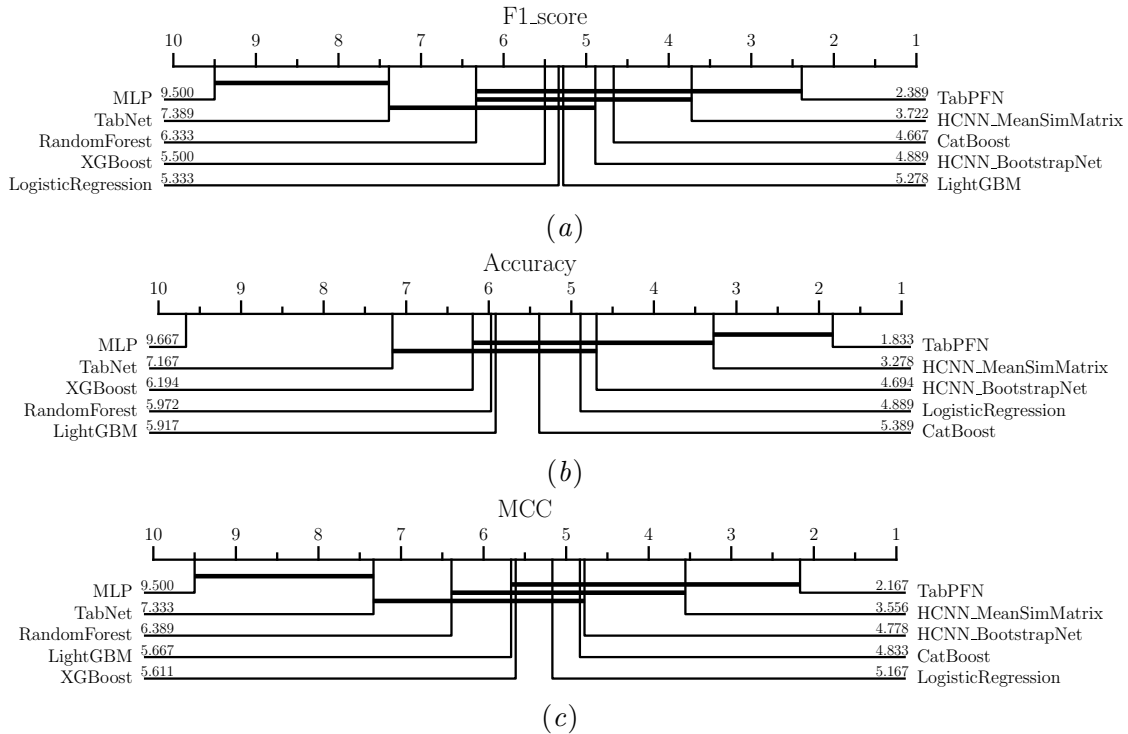 F1_score
10 9 8 7 6 5 4 3 2 1
MLP 9.500 2.389 TabPFN
TabNet 7.389 3.722 HCNN_MeanSimMatrix
RandomForest 6.333 4.667 CatBoost
XGBoost 5.500 4.889 HCNN_BootstrapNet
LogisticRegression 5.333 5.278 LightGBM
(a)
Accuracy
10 9 8 7 6 5 4 3 2 1
MLP 9.667 1.833 TabPFN
TabNet 7.167 3.278 HCNN_MeanSimMatrix
XGBoost 6.194 4.694 HCNN_BootstrapNet
RandomForest 5.972 4.889 LogisticRegression
LightGBM 5.917 5.389 CatBoost
(b)
MCC
10 9 8 7 6 5 4 3 2 1
MLP 9.500 2.167 TabPFN
TabNet 7.333 3.556 HCNN_MeanSimMatrix
RandomForest 6.389 4.778 HCNN_BootstrapNet
LightGBM 5.667 4.833 CatBoost
XGBoost 5.611 5.167 LogisticRegression
(c)